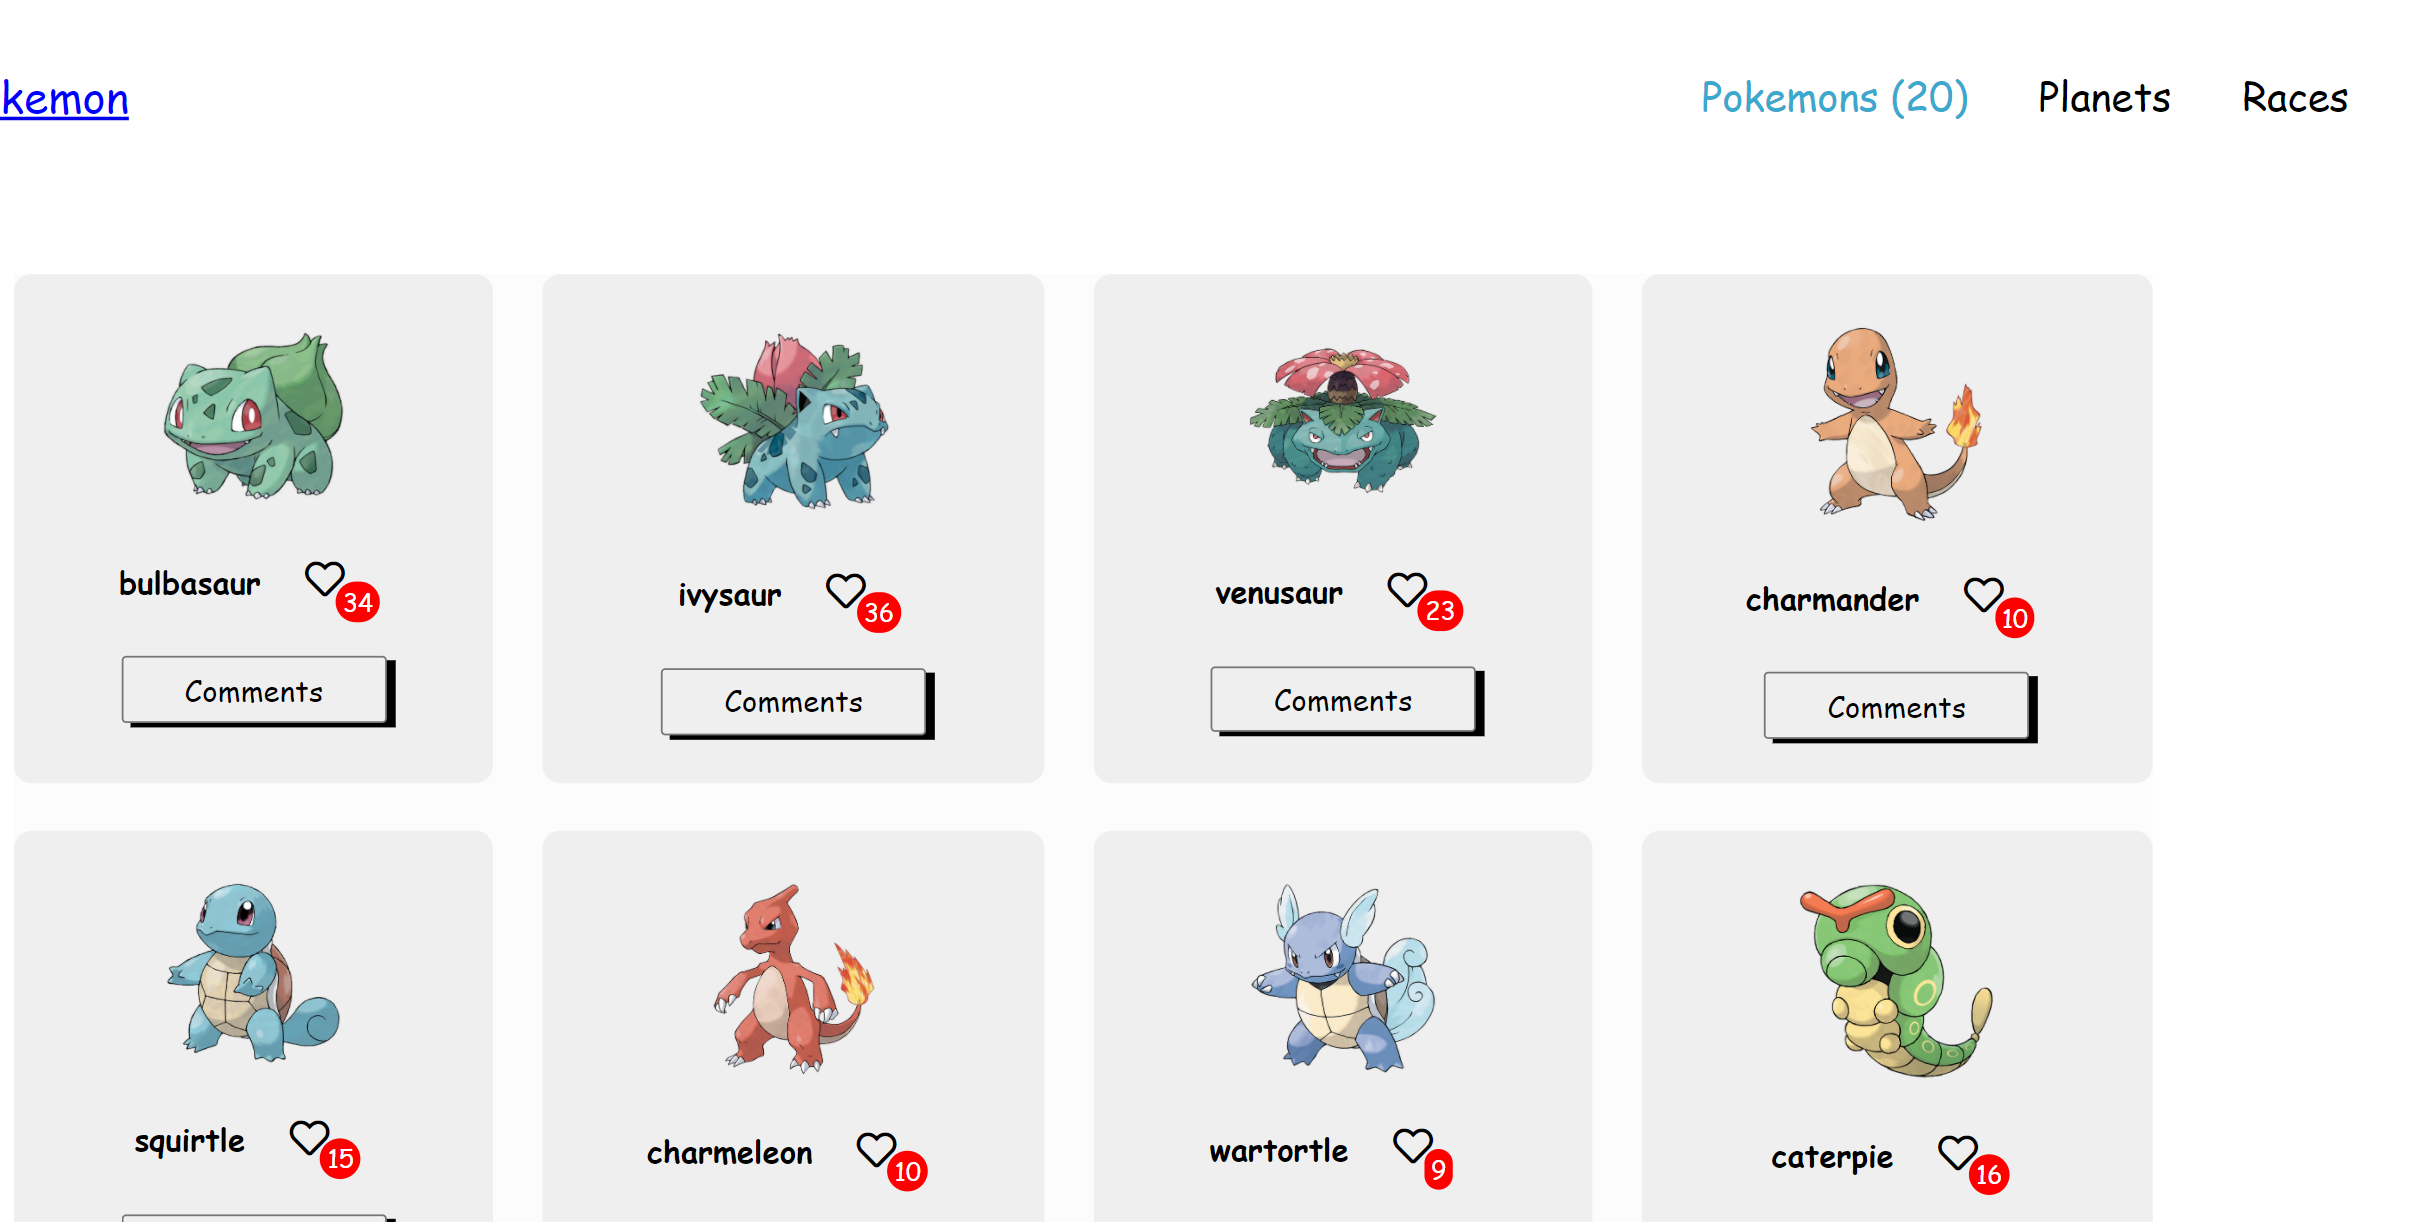 kemon
Pokemons (20) Planets Races
bulbasaur 34
ivysaur 36
venusaur 23
charmander 10
Comments
Comments
Comments
Comments
squirtle 15
charmeleon 10
wartortle 9
caterpie 16